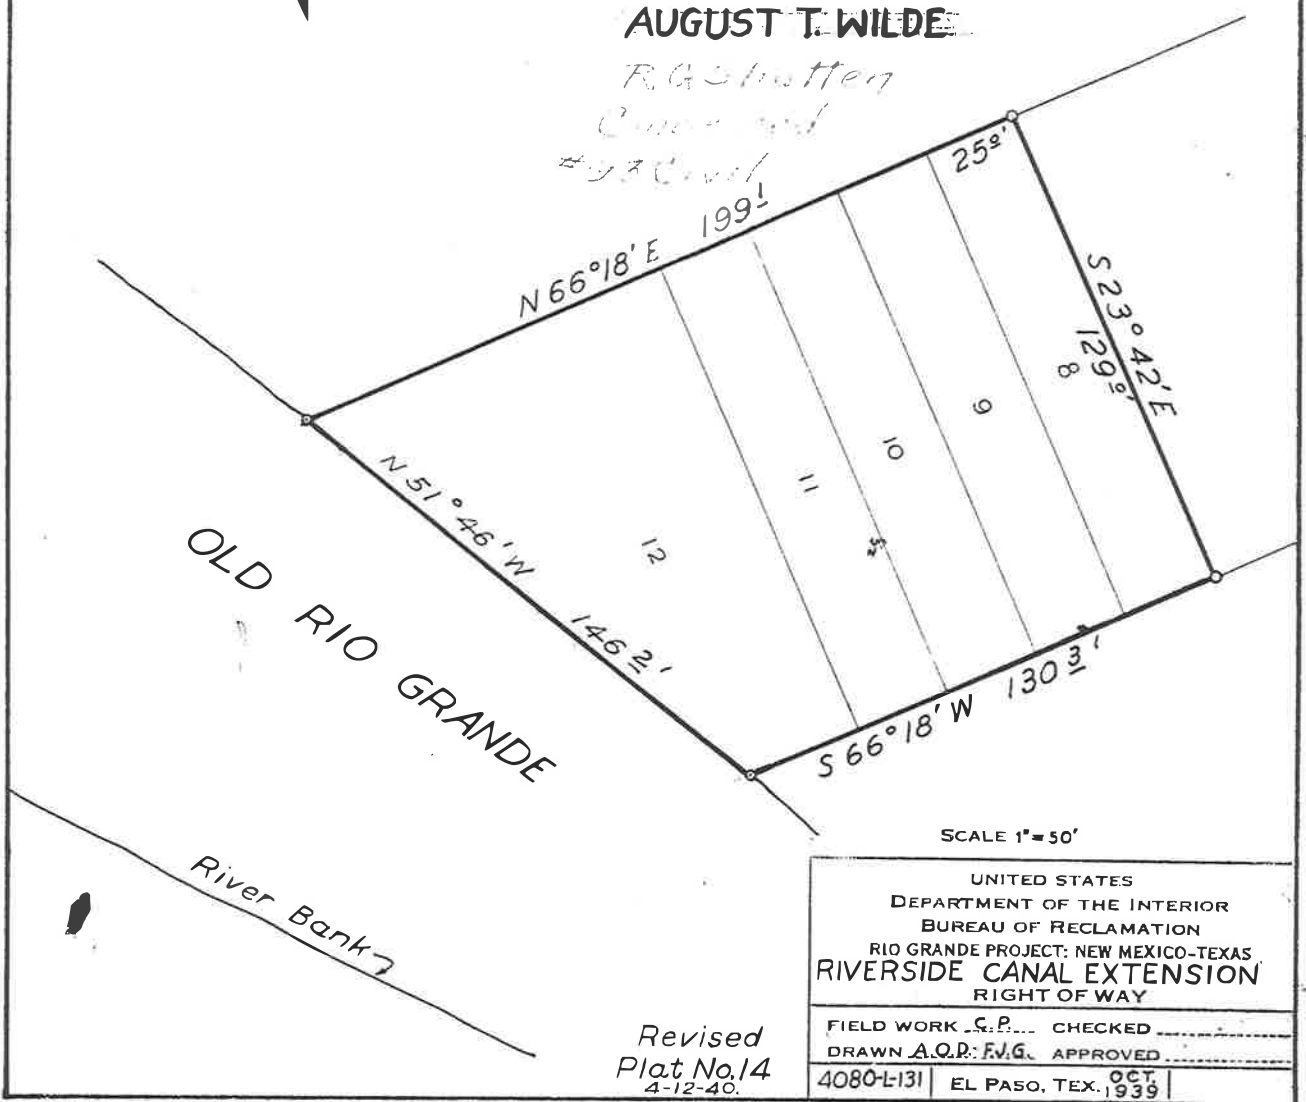 AUGUST T. WILDE
25 0'
199 1
N 66°18' E
S 23°42' E
129 0'
8
9
10
11
12
N 51°46' W
146 2'
OLD RIO GRANDE
130 3'
S 66°18' W
River Bank
SCALE 1"=50'
UNITED STATES
DEPARTMENT OF THE INTERIOR
BUREAU OF RECLAMATION
RIO GRANDE PROJECT: NEW MEXICO-TEXAS
RIVERSIDE CANAL EXTENSION
RIGHT OF WAY
FIELD WORK C.P. CHECKED
DRAWN A.O.D: F.J.G. APPROVED
4080-L-131 EL PASO, TEX. OCT. 1939
Revised
Plat No. 14
4-12-40.